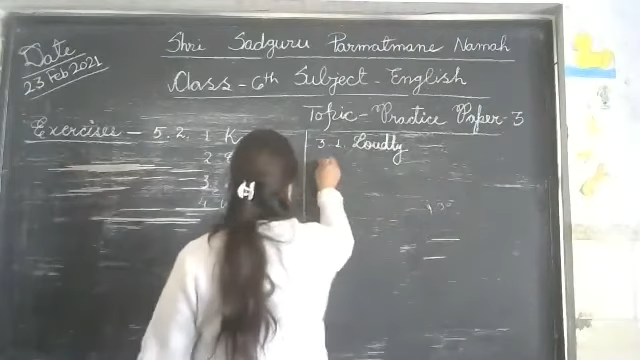 Date
23 Feb 2021
Shri Sadguru Parmatmane Namah
Class - 6th Subject - English
Topic - Practice Paper - 3
Exercises - 5. 2. 1 K
2
3
4
3 1. Loudly